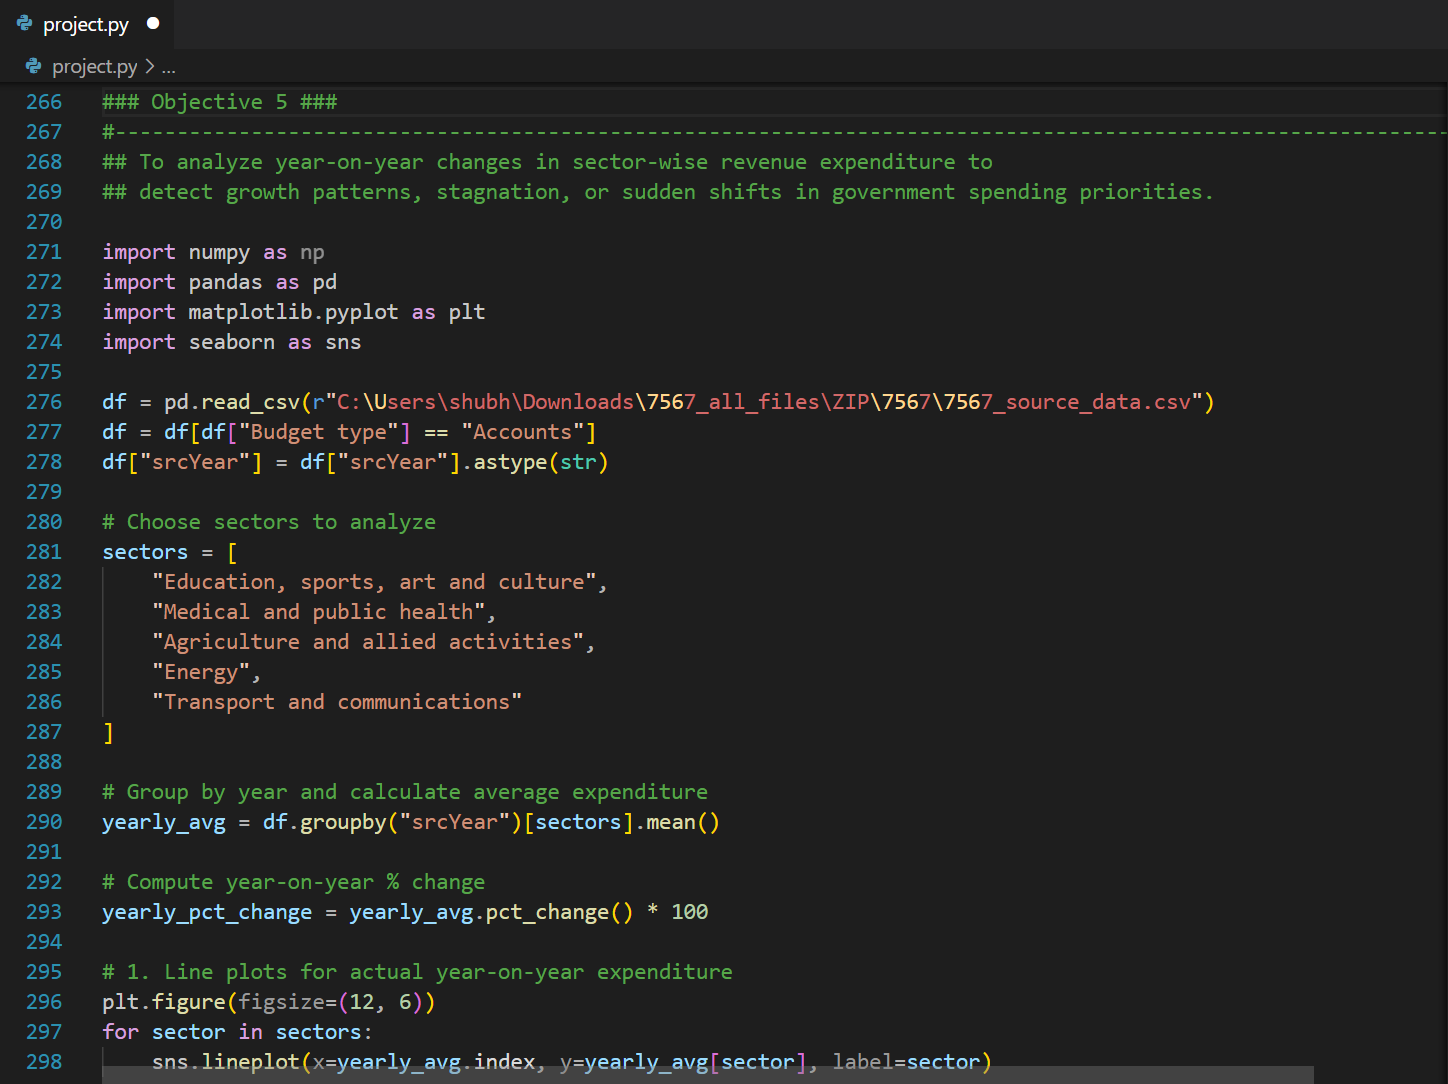 project.py ●
project.py > ...
266 ### Objective 5 ###
267 #------------------------------------------------------------------------------------------------------------
268 ## To analyze year-on-year changes in sector-wise revenue expenditure to
269 ## detect growth patterns, stagnation, or sudden shifts in government spending priorities.
270
271 import numpy as np
272 import pandas as pd
273 import matplotlib.pyplot as plt
274 import seaborn as sns
275
276 df = pd.read_csv(r"C:\Users\shubh\Downloads\7567_all_files\ZIP\7567\7567_source_data.csv")
277 df = df[df["Budget type"] == "Accounts"]
278 df["srcYear"] = df["srcYear"].astype(str)
279
280 # Choose sectors to analyze
281 sectors = [
282     "Education, sports, art and culture",
283     "Medical and public health",
284     "Agriculture and allied activities",
285     "Energy",
286     "Transport and communications"
287 ]
288
289 # Group by year and calculate average expenditure
290 yearly_avg = df.groupby("srcYear")[sectors].mean()
291
292 # Compute year-on-year % change
293 yearly_pct_change = yearly_avg.pct_change() * 100
294
295 # 1. Line plots for actual year-on-year expenditure
296 plt.figure(figsize=(12, 6))
297 for sector in sectors:
298     sns.lineplot(x=yearly_avg.index, y=yearly_avg[sector], label=sector)